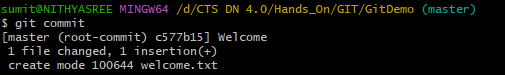 sumit@NITHYASREE MINGW64 /d/CTS DN 4.0/Hands_On/GIT/GitDemo (master)
$ git commit
[master (root-commit) c577b15] Welcome
 1 file changed, 1 insertion(+)
 create mode 100644 welcome.txt